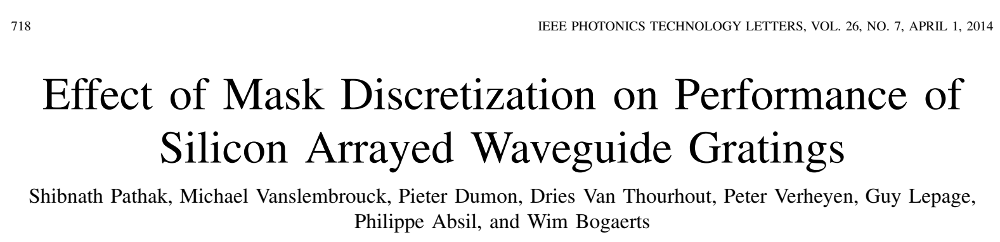 718
IEEE PHOTONICS TECHNOLOGY LETTERS, VOL. 26, NO. 7, APRIL 1, 2014
Effect of Mask Discretization on Performance of
Silicon Arrayed Waveguide Gratings
Shibnath Pathak, Michael Vanslembrouck, Pieter Dumon, Dries Van Thourhout, Peter Verheyen, Guy Lepage,
Philippe Absil, and Wim Bogaerts